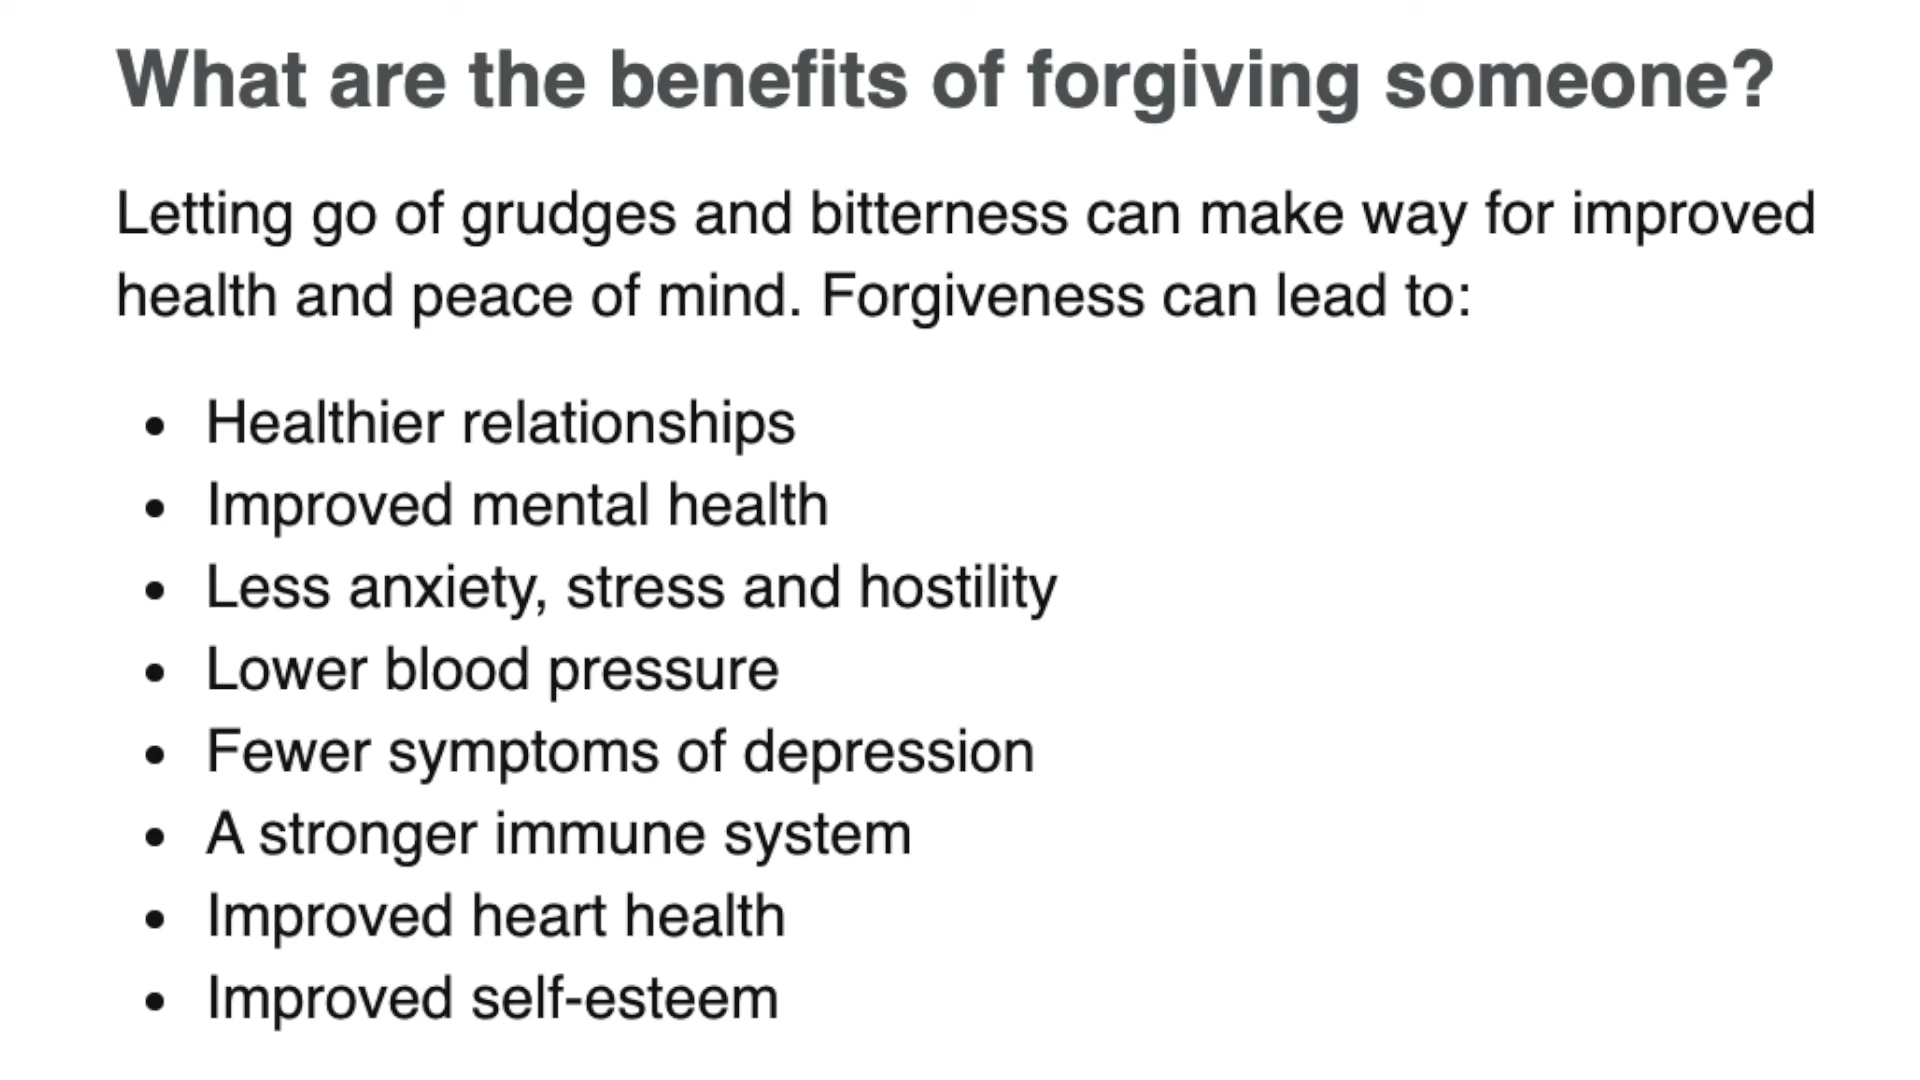 What are the benefits of forgiving someone?
Letting go of grudges and bitterness can make way for improved
health and peace of mind. Forgiveness can lead to:
• Healthier relationships
• Improved mental health
• Less anxiety, stress and hostility
• Lower blood pressure
• Fewer symptoms of depression
• A stronger immune system
• Improved heart health
• Improved self-esteem